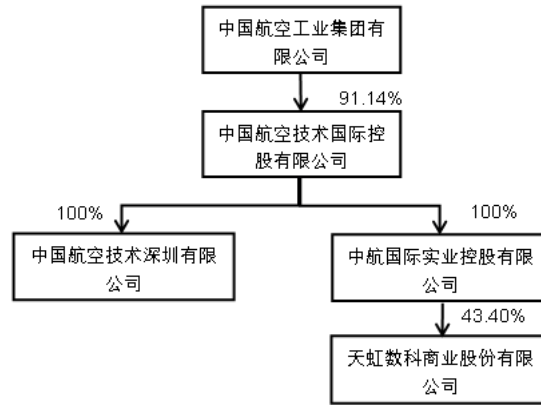 中国航空工业集团有
限公司
91.14%
中国航空技术国际控
股有限公司
100%
100%
中国航空技术深圳有限
公司
中航国际实业控股有限
公司
43.40%
天虹数科商业股份有限
公司